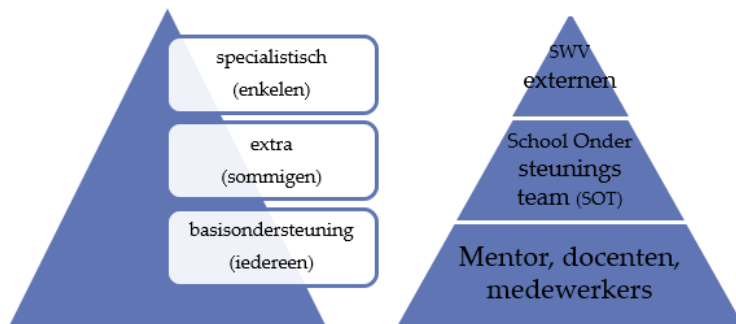 specialistisch
(enkelen)
extra
(sommigen)
basisondersteuning
(iedereen)
SWV
externen
School Onder
steunings
team (SOT)
Mentor, docenten,
medewerkers